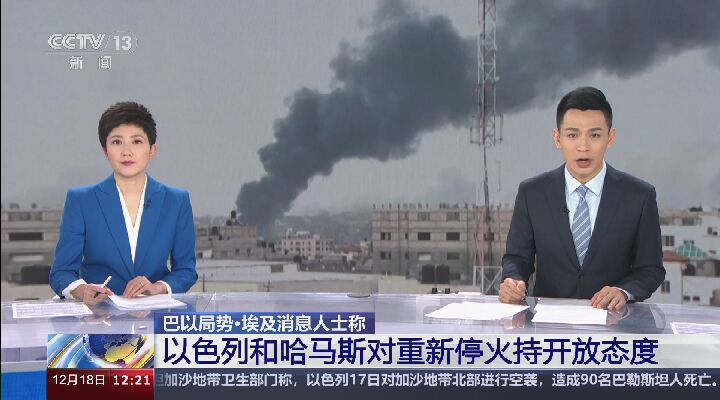 CCTV 13
新闻
巴以局势·埃及消息人士称
以色列和哈马斯对重新停火持开放态度
12月18日 12:21 加沙地带卫生部门称，以色列17日对加沙地带北部进行空袭，造成90名巴勒斯坦人死亡。